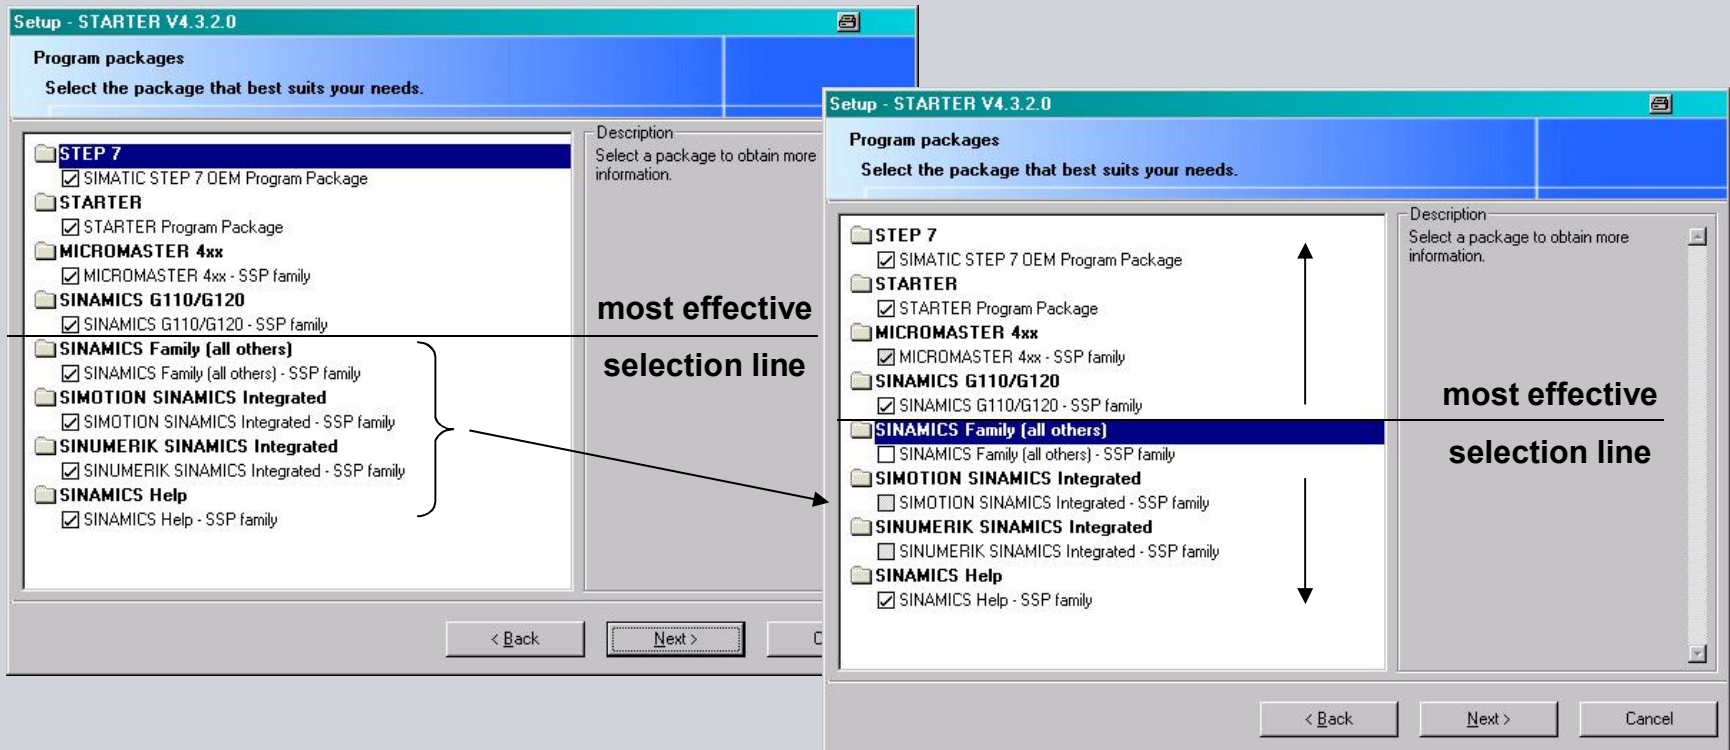 Setup - STARTER V4.3.2.0
Program packages
Select the package that best suits your needs.
STEP 7
SIMATIC STEP 7 OEM Program Package
STARTER
STARTER Program Package
MICROMASTER 4xx
MICROMASTER 4xx - SSP family
SINAMICS G110/G120
SINAMICS G110/G120 - SSP family
SINAMICS Family (all others)
SINAMICS Family (all others) - SSP family
SIMOTION SINAMICS Integrated
SIMOTION SINAMICS Integrated - SSP family
SINUMERIK SINAMICS Integrated
SINUMERIK SINAMICS Integrated - SSP family
SINAMICS Help
SINAMICS Help - SSP family
Description
Select a package to obtain more
information.
most effective
selection line
< Back
Next >
C
Setup - STARTER V4.3.2.0
Program packages
Select the package that best suits your needs.
STEP 7
SIMATIC STEP 7 OEM Program Package
STARTER
STARTER Program Package
MICROMASTER 4xx
MICROMASTER 4xx - SSP family
SINAMICS G110/G120
SINAMICS G110/G120 - SSP family
SINAMICS Family (all others)
SINAMICS Family (all others) - SSP family
SIMOTION SINAMICS Integrated
SIMOTION SINAMICS Integrated - SSP family
SINUMERIK SINAMICS Integrated
SINUMERIK SINAMICS Integrated - SSP family
SINAMICS Help
SINAMICS Help - SSP family
Description
Select a package to obtain more
information.
most effective
selection line
< Back
Next >
Cancel